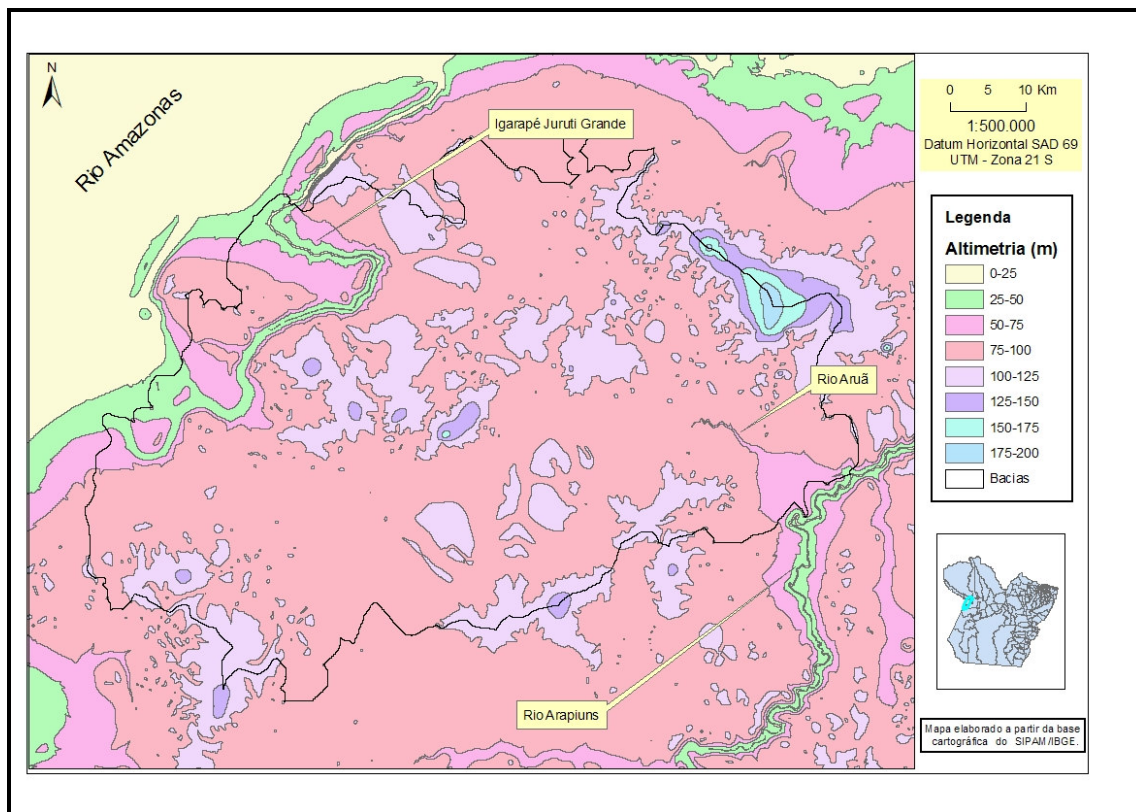 N
Rio Amazonas
Igarapé Juruti Grande
Rio Aruã
Rio Arapiuns
0 5 10 Km
1:500.000
Datum Horizontal SAD 69
UTM - Zona 21 S
Legenda
Altimetria (m)
0-25
25-50
50-75
75-100
100-125
125-150
150-175
175-200
Bacias
Mapa elaborado a partir da base
cartográfica do SIPAM/IBGE.